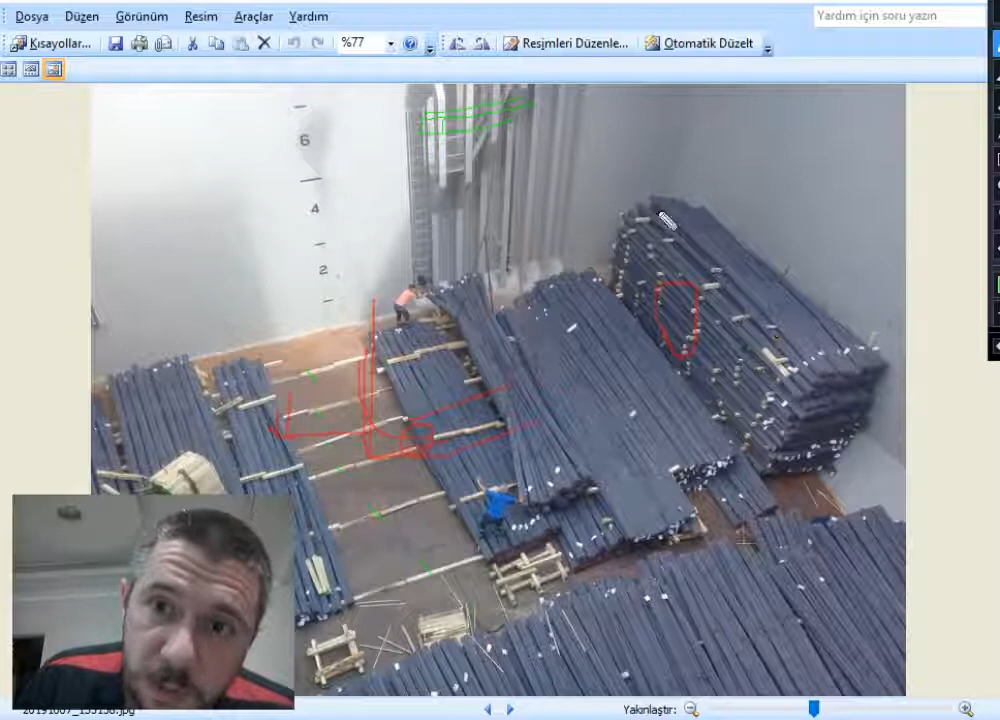 Dosya Düzen Görünüm Resim Araçlar Yardım
Yardım için soru yazın
Kısayollar... %77 Resimleri Düzenle... Otomatik Düzelt
6
4
2
Yakınlaştır: